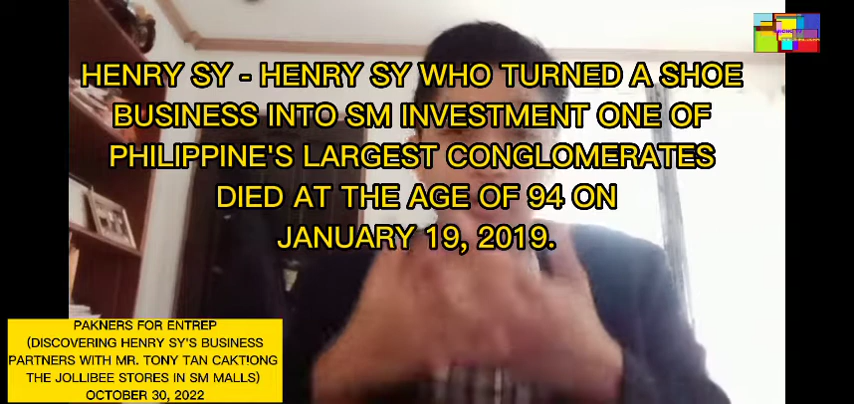 HENRY SY - HENRY SY WHO TURNED A SHOE
BUSINESS INTO SM INVESTMENT ONE OF
PHILIPPINE'S LARGEST CONGLOMERATES
DIED AT THE AGE OF 94 ON
JANUARY 19, 2019.
PAKNERS FOR ENTREP
(DISCOVERING HENRY SY'S BUSINESS
PARTNERS WITH MR. TONY TAN CAKTIONG
THE JOLLIBEE STORES IN SM MALLS)
OCTOBER 30, 2022